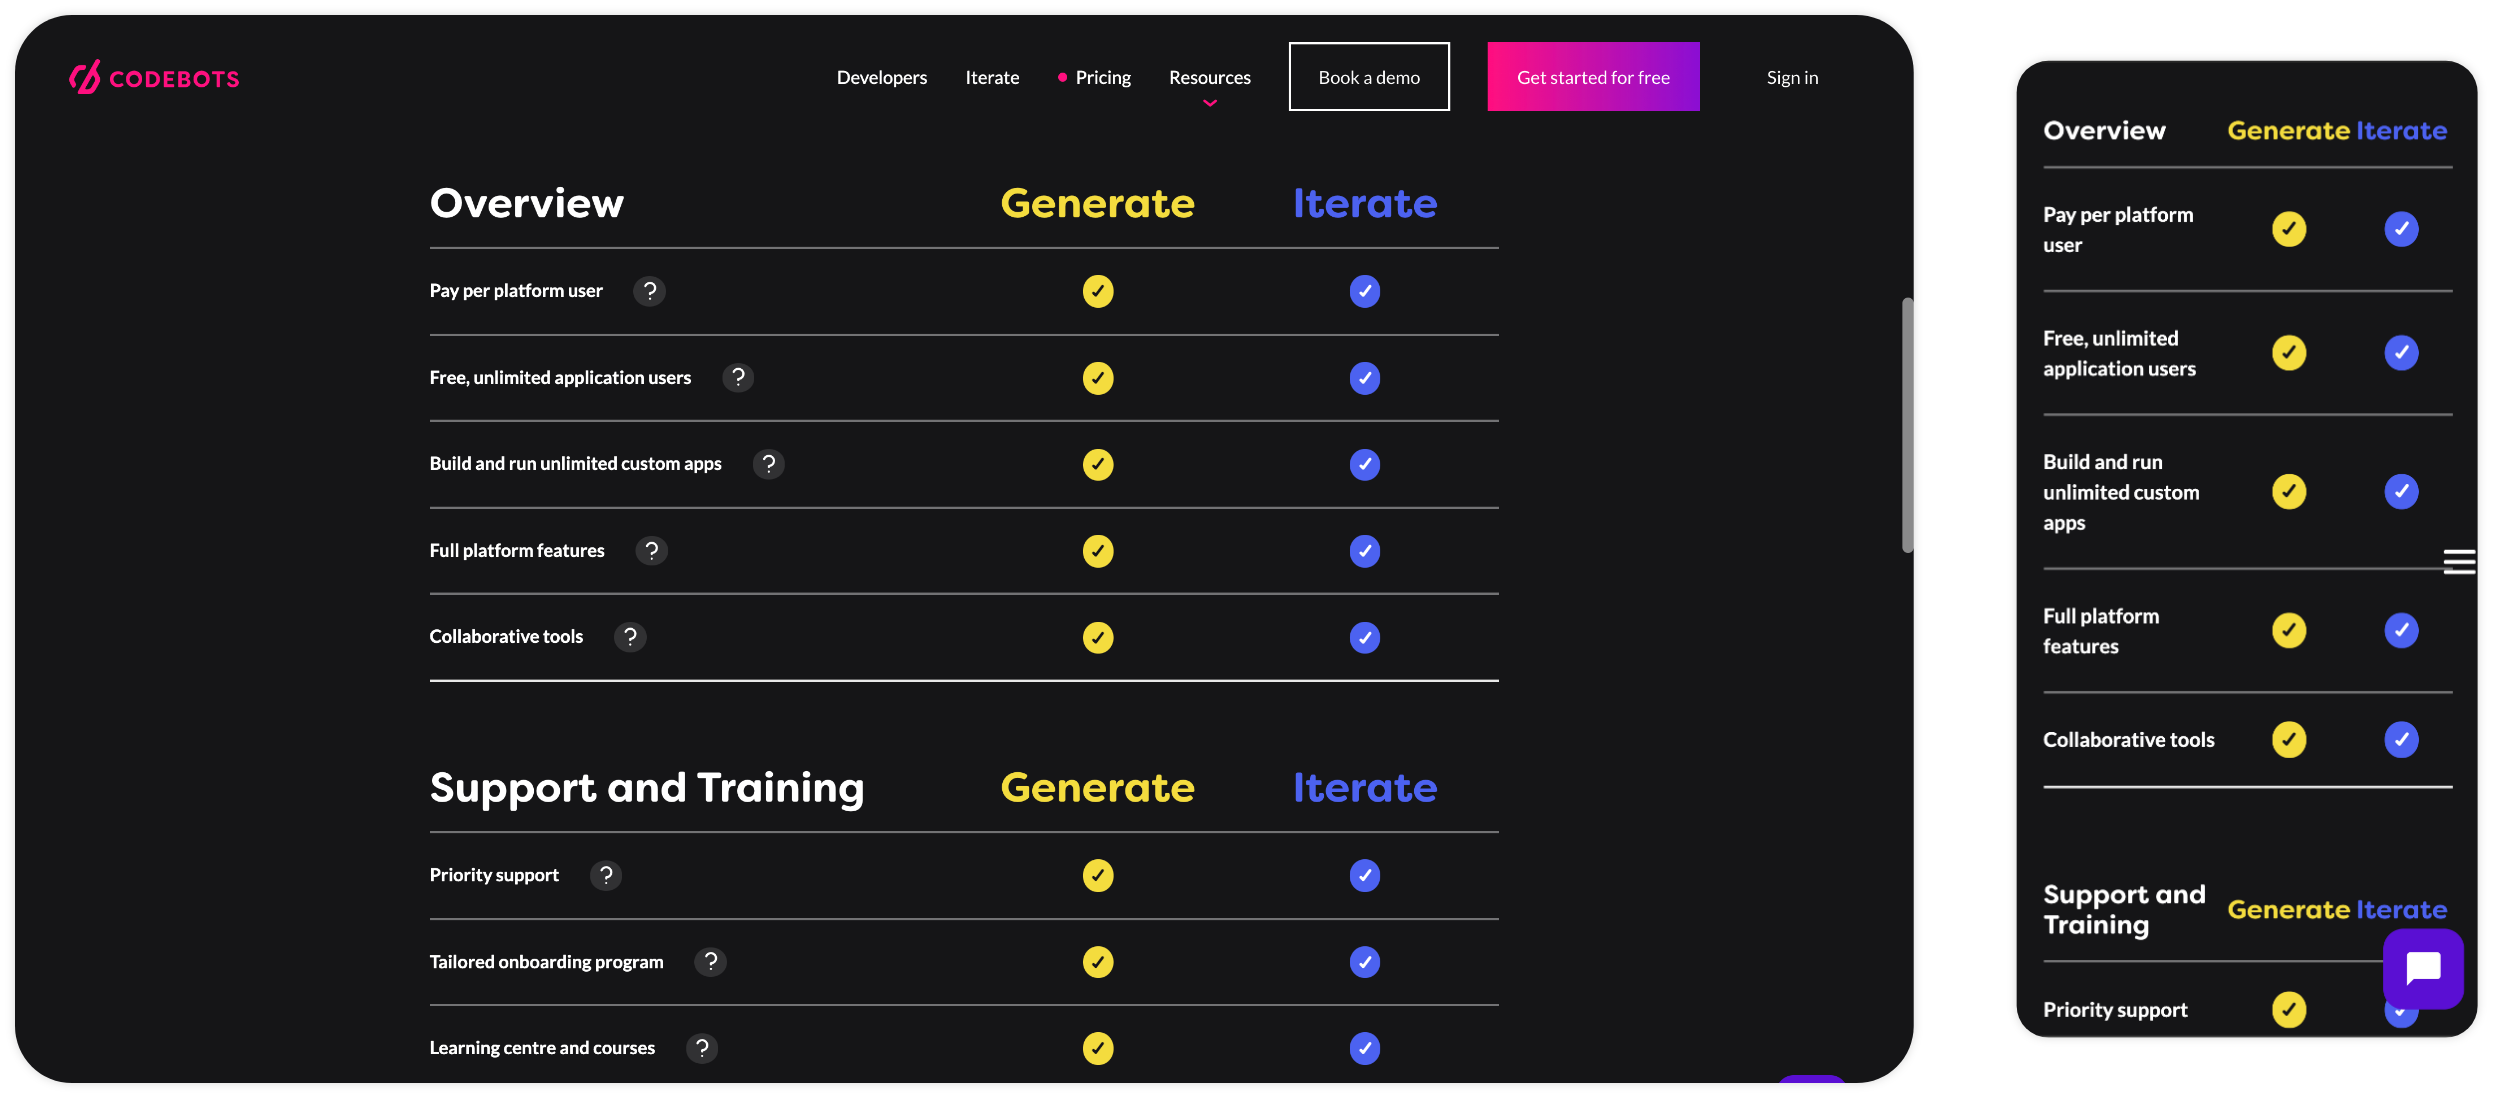 CODEBOTS
Developers Iterate Pricing Resources Book a demo Get started for free Sign in
Overview Generate Iterate
Pay per platform user ?
Free, unlimited application users ?
Build and run unlimited custom apps ?
Full platform features ?
Collaborative tools ?
Support and Training Generate Iterate
Priority support ?
Tailored onboarding program ?
Learning centre and courses ?
Overview Generate Iterate
Pay per platform
user
Free, unlimited
application users
Build and run
unlimited custom
apps
Full platform
features
Collaborative tools
Support and
Training
Generate Iterate
Priority support